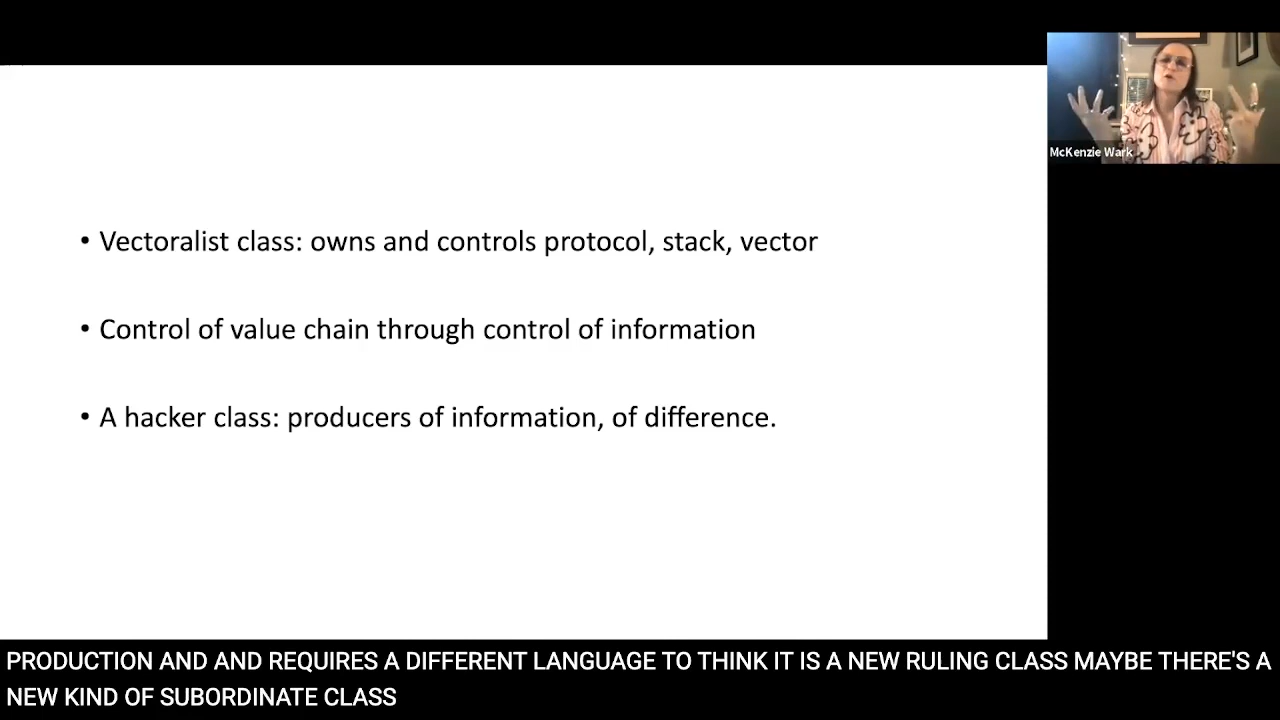 McKenzie Wark
• Vectoralist class: owns and controls protocol, stack, vector
• Control of value chain through control of information
• A hacker class: producers of information, of difference.
PRODUCTION AND AND REQUIRES A DIFFERENT LANGUAGE TO THINK IT IS A NEW RULING CLASS MAYBE THERE'S A
NEW KIND OF SUBORDINATE CLASS